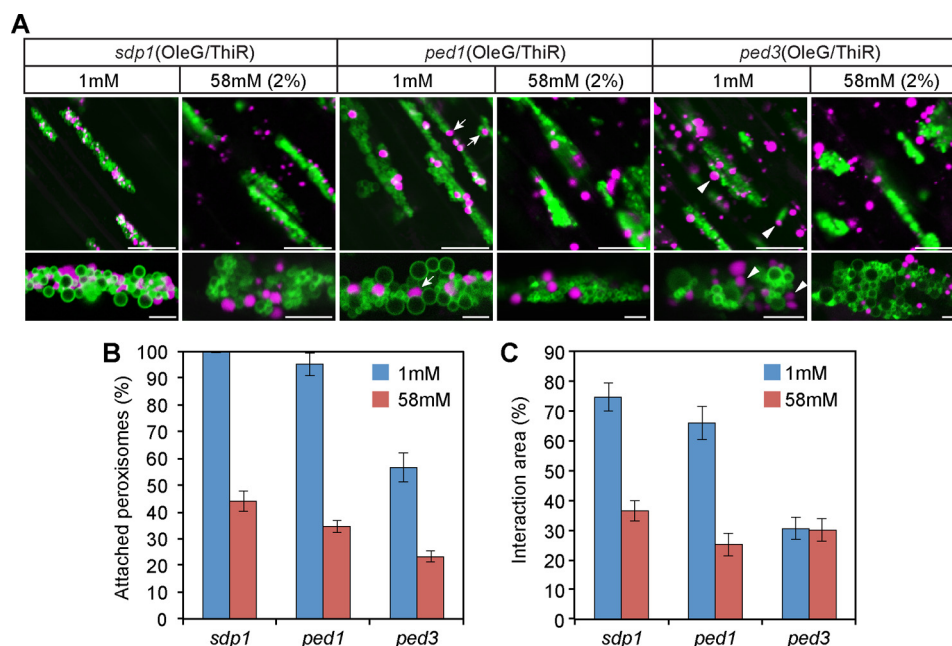 A
sdp1(OleG/ThiR) ped1(OleG/ThiR) ped3(OleG/ThiR)
1mM 58mM (2%) 1mM 58mM (2%) 1mM 58mM (2%)
B
Attached peroxisomes (%)
100
90
80
70
60
50
40
30
20
10
0
1mM
58mM
sdp1 ped1 ped3
C
Interaction area (%)
90
80
70
60
50
40
30
20
10
0
1mM
58mM
sdp1 ped1 ped3